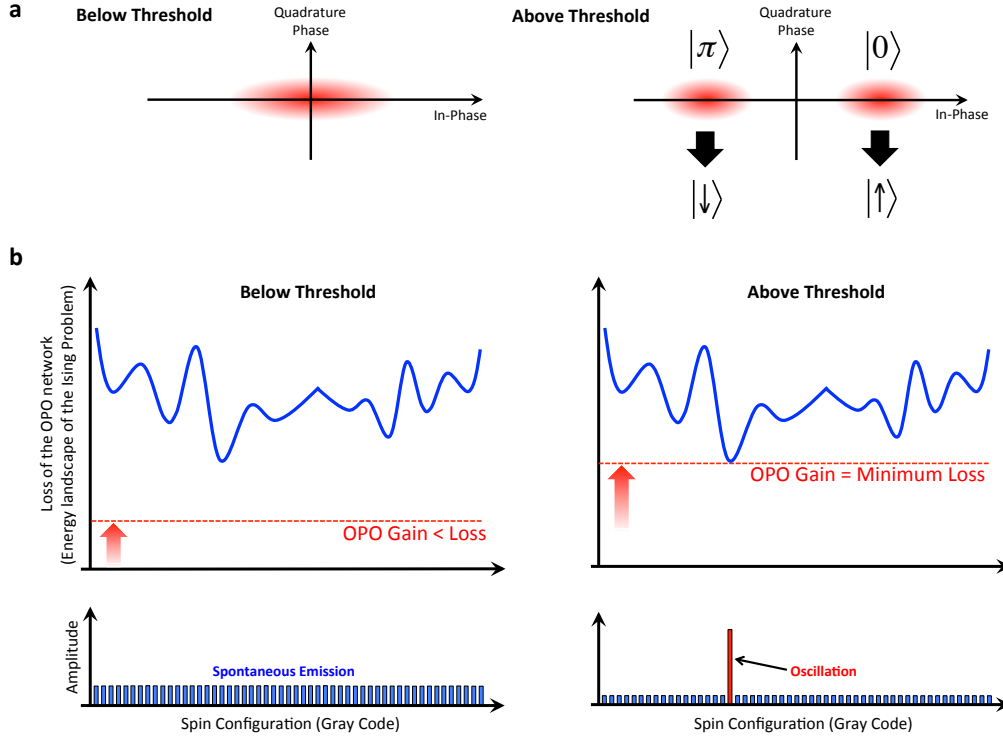 a
Below Threshold
Quadrature
Phase
In-Phase
Above Threshold
Quadrature
Phase
|π⟩
|0⟩
In-Phase
|↓⟩
|↑⟩
b
Loss of the OPO network
(Energy landscape of the Ising Problem)
Below Threshold
OPO Gain < Loss
Above Threshold
OPO Gain = Minimum Loss
Amplitude
Spontaneous Emission
Spin Configuration (Gray Code)
Oscillation
Spin Configuration (Gray Code)